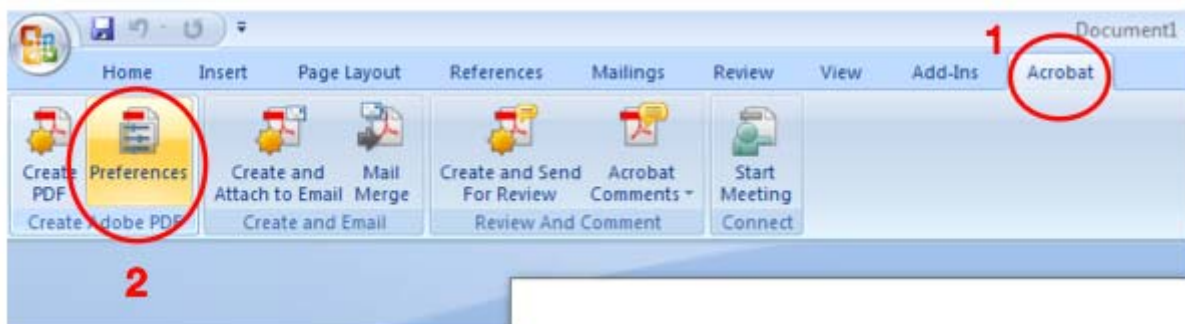 1
Document1
Home Insert Page Layout References Mailings Review View Add-Ins Acrobat
Create Preferences Create and Mail Create and Send Acrobat Start
PDF Attach to Email Merge For Review Comments Meeting
Create Adobe PDF Create and Email Review And Comment Connect
2